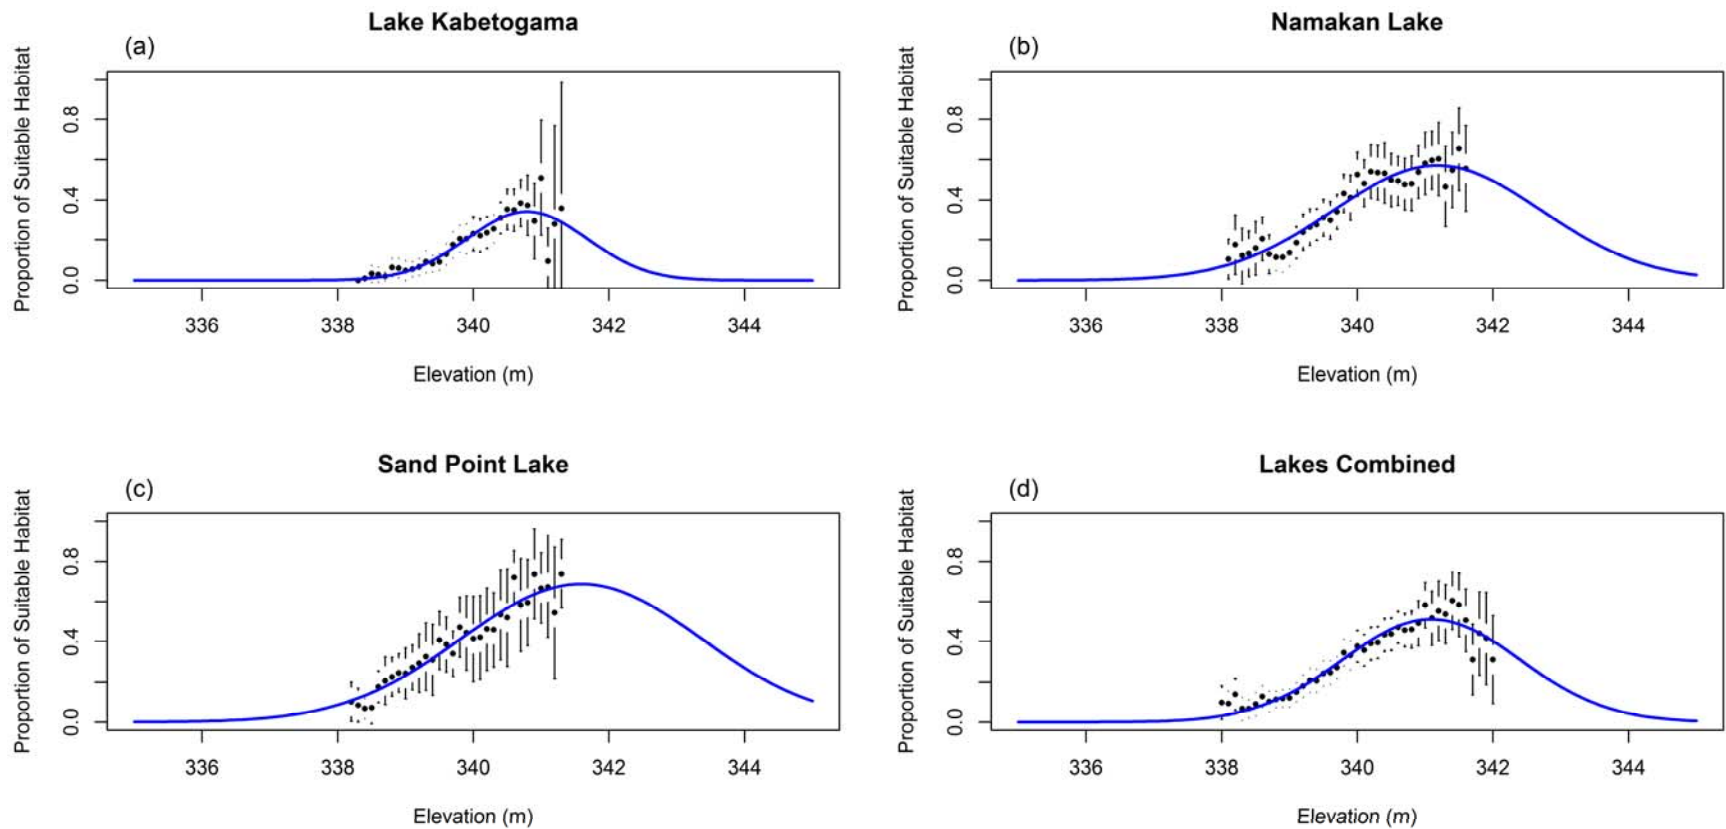 Lake Kabetogama
(a)
Proportion of Suitable Habitat
0.0 0.4 0.8
336 338 340 342 344
Elevation (m)
Namakan Lake
(b)
Proportion of Suitable Habitat
0.0 0.4 0.8
336 338 340 342 344
Elevation (m)
Sand Point Lake
(c)
Proportion of Suitable Habitat
0.0 0.4 0.8
336 338 340 342 344
Elevation (m)
Lakes Combined
(d)
Proportion of Suitable Habitat
0.0 0.4 0.8
336 338 340 342 344
Elevation (m)